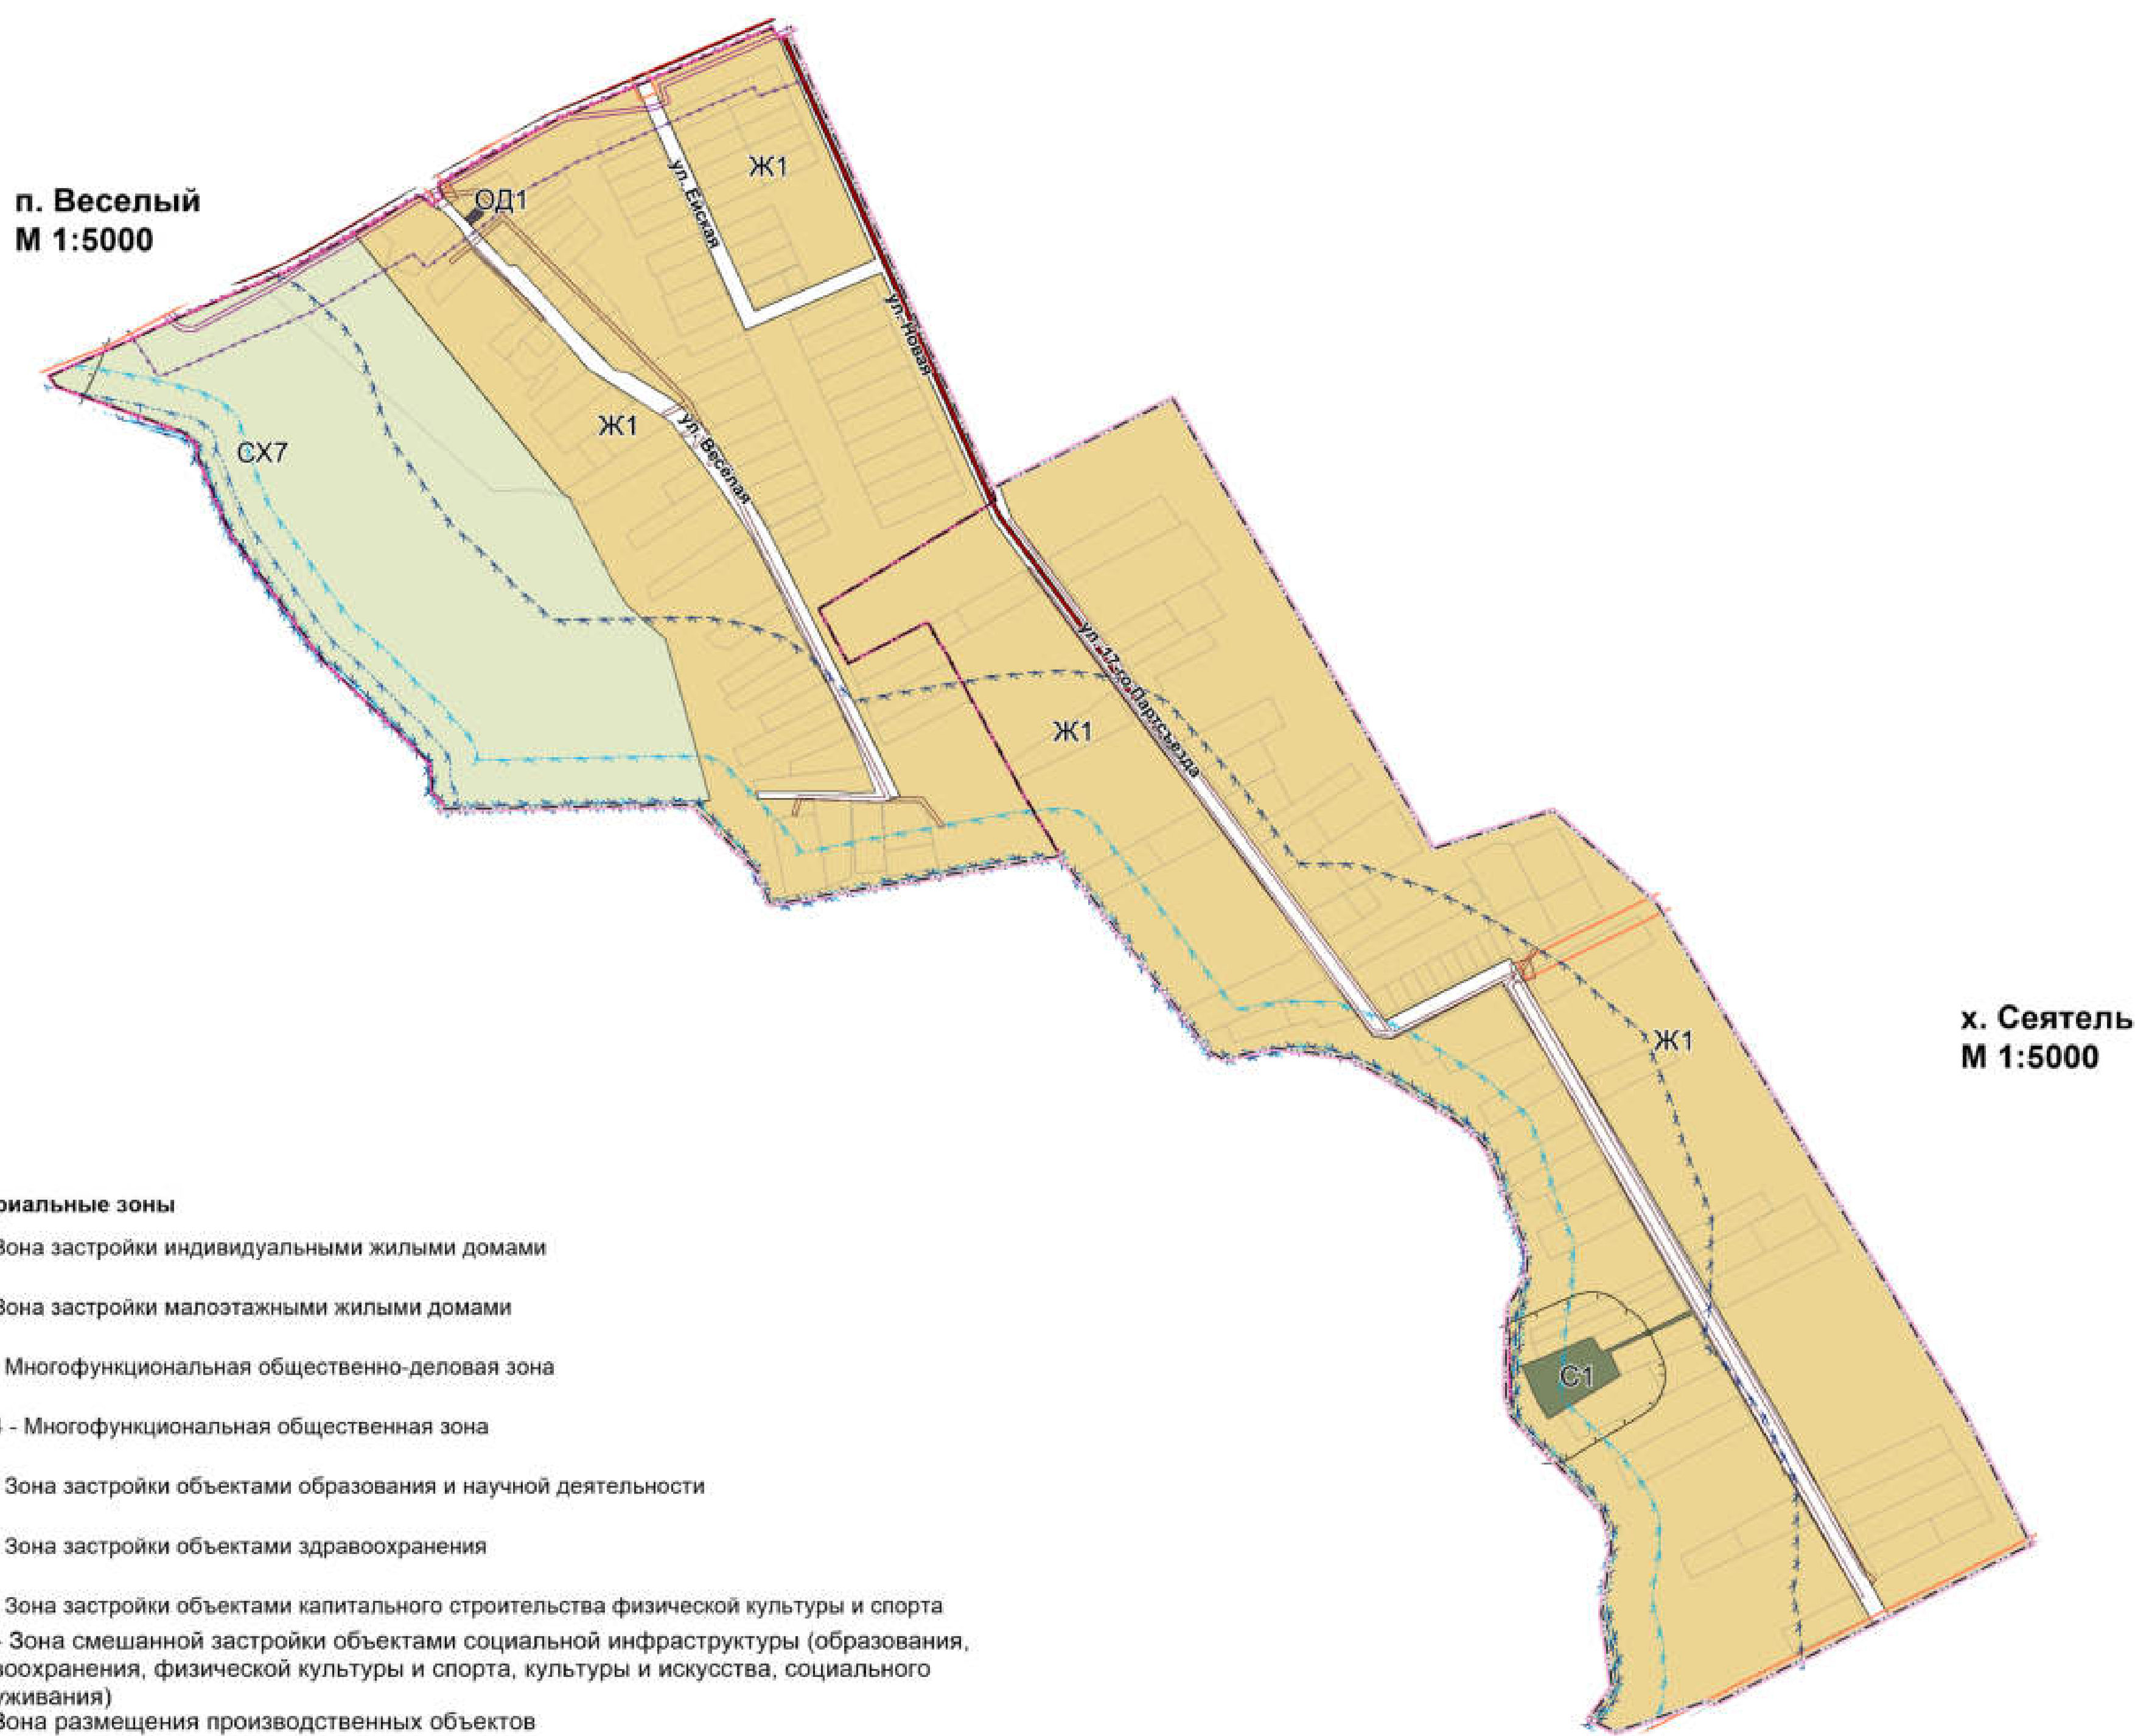 п. Веселый
М 1:5000
ОД1
Ж1
ул. Ейская
ул. Новая
Ж1
ул. Весёлая
СХ7
ул. 17-го Партсъезда
Ж1
х. Сеятель
М 1:5000
Ж1
С1
риальные зоны
Зона застройки индивидуальными жилыми домами
Зона застройки малоэтажными жилыми домами
Многофункциональная общественно-деловая зона
- Многофункциональная общественная зона
Зона застройки объектами образования и научной деятельности
Зона застройки объектами здравоохранения
Зона застройки объектами капитального строительства физической культуры и спорта
- Зона смешанной застройки объектами социальной инфраструктуры (образования,
воохранения, физической культуры и спорта, культуры и искусства, социального
уживания)
Зона размещения производственных объектов